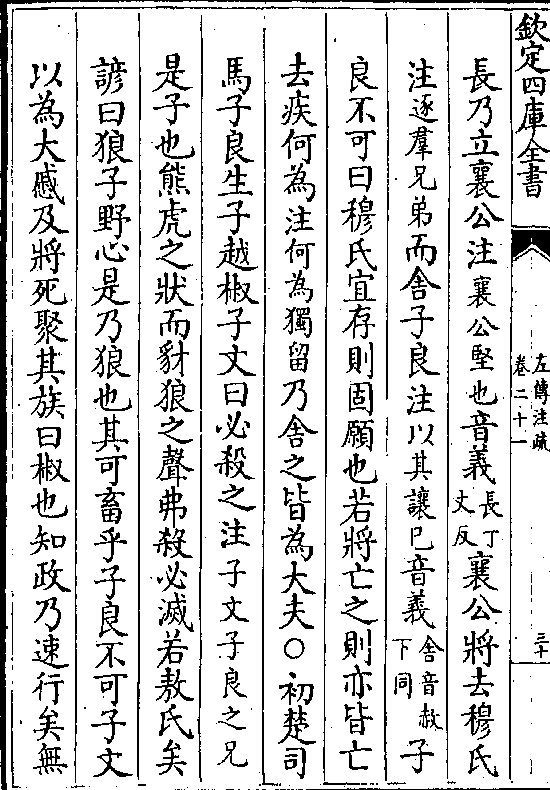 欽定四庫全書
左傳注疏
卷二十一
三十
長乃立襄公注襄公堅也音義長丁丈反襄公將去穆氏
注逐羣兄弟而舍子良注以其讓已音義舍音赦下同子
良不可曰穆氏宜存則固願也若將亡之則亦皆亡
去疾何為注何為獨留乃舍之皆為大夫○初楚司
馬子良生子越椒子文曰必殺之注子文子良之兄
是子也熊虎之狀而豺狼之聲弗殺必滅若敖氏矣
諺曰狼子野心是乃狼也其可畜乎子良不可子文
以為大慼及將死聚其族曰椒也知政乃速行矣無